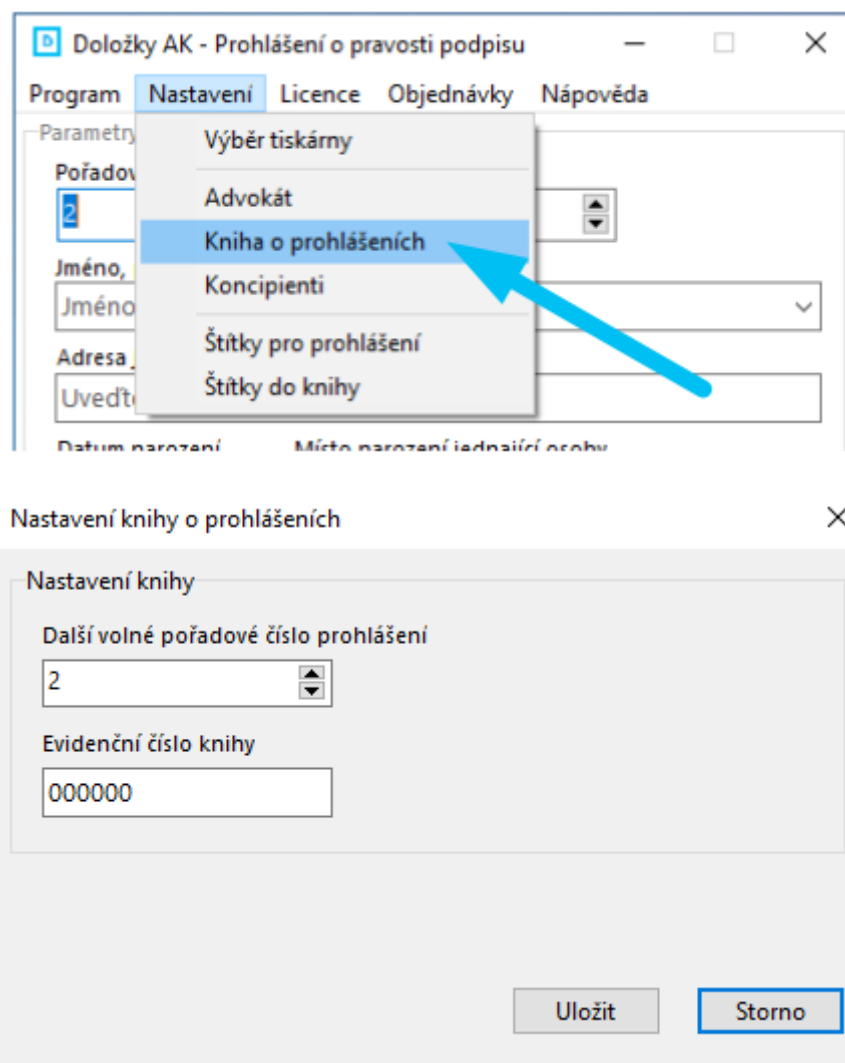 Doložky AK - Prohlášení o pravosti podpisu
Program Nastavení Licence Objednávky Nápověda
Parametry
Výběr tiskárny
Pořadov
Advokát
2
Kniha o prohlášeních
Jméno,
Koncipienti
Jméno
Štítky pro prohlášení
Adresa
Štítky do knihy
Uveďte
Datum narození Místo narození jednající osoby
Nastavení knihy o prohlášeních
Nastavení knihy
Další volné pořadové číslo prohlášení
2
Evidenční číslo knihy
000000
Uložit Storno